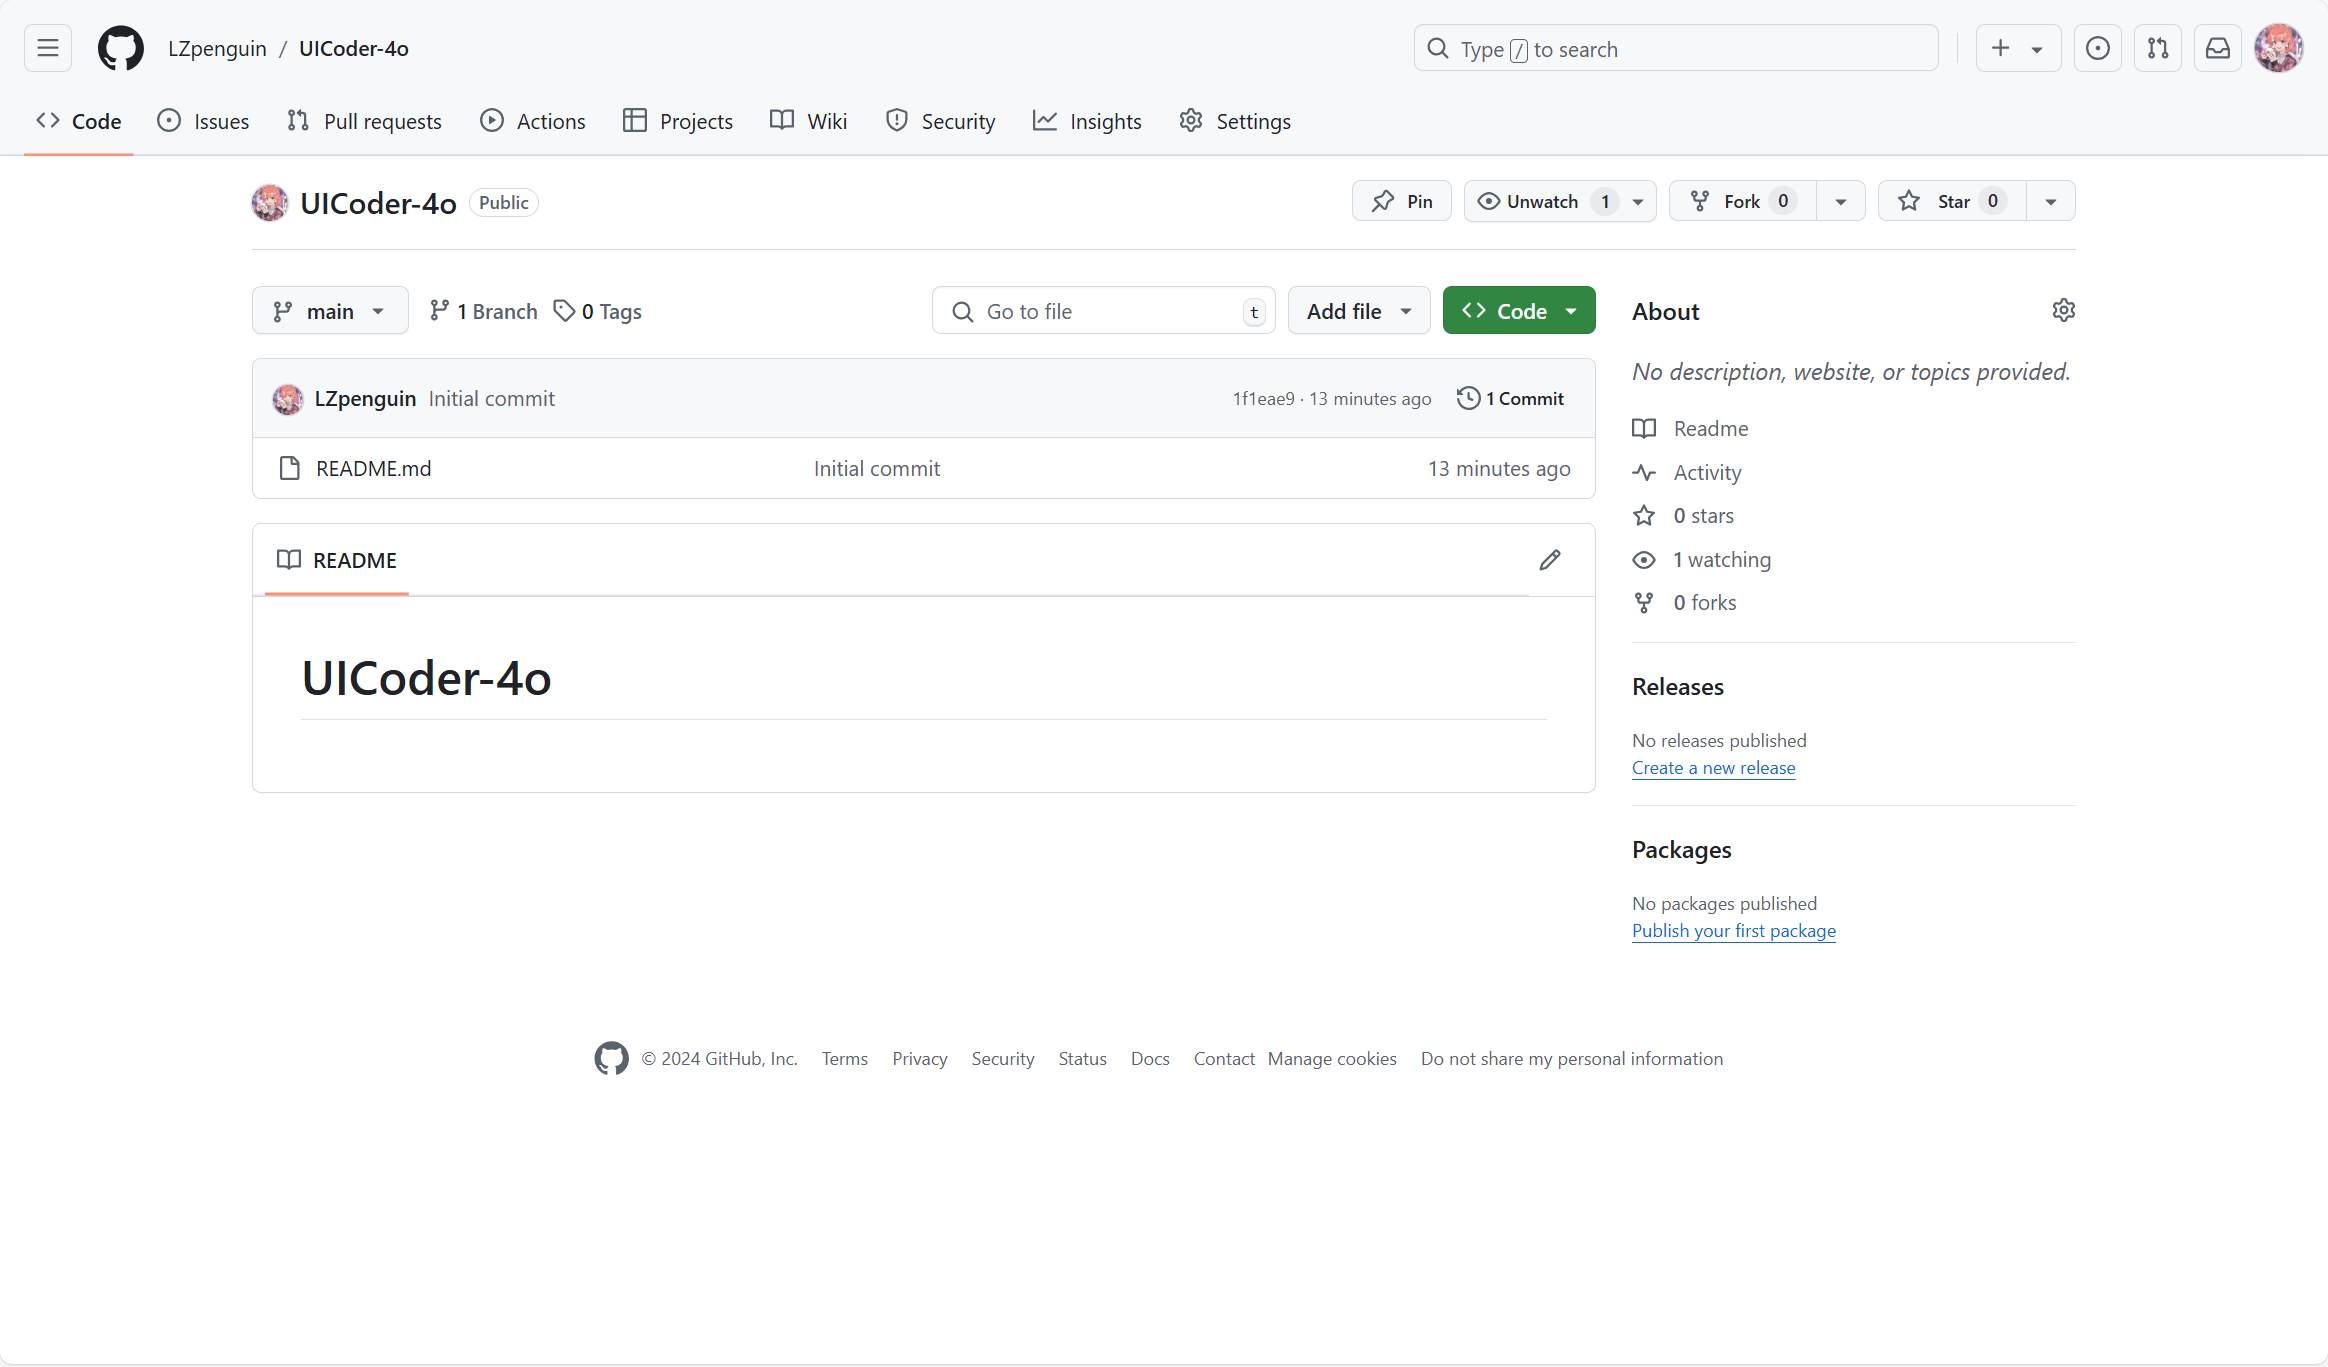 LZpenguin / UICoder-4o
Type / to search
Code Issues Pull requests Actions Projects Wiki Security Insights Settings
UICoder-4o Public
Pin Unwatch 1 Fork 0 Star 0
main 1 Branch 0 Tags Go to file t Add file Code
LZpenguin Initial commit 1f1eae9 · 13 minutes ago 1 Commit
README.md Initial commit 13 minutes ago
README
UICoder-4o
About
No description, website, or topics provided.
Readme
Activity
0 stars
1 watching
0 forks
Releases
No releases published
Create a new release
Packages
No packages published
Publish your first package
© 2024 GitHub, Inc. Terms Privacy Security Status Docs Contact Manage cookies Do not share my personal information